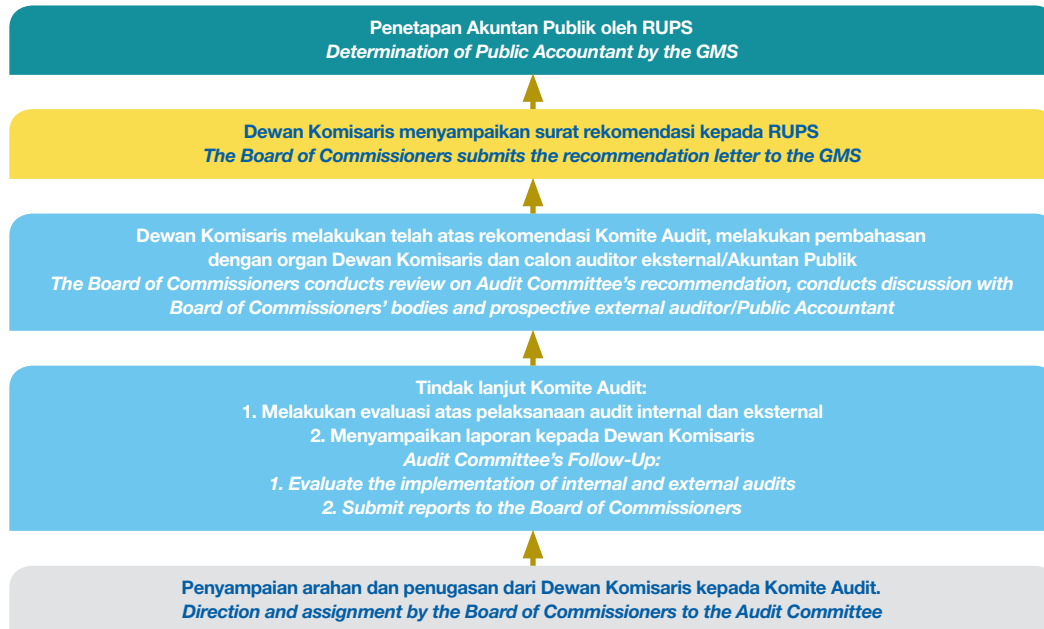 Penetapan Akuntan Publik oleh RUPS
Determination of Public Accountant by the GMS
Dewan Komisaris menyampaikan surat rekomendasi kepada RUPS
The Board of Commissioners submits the recommendation letter to the GMS
Dewan Komisaris melakukan telah atas rekomendasi Komite Audit, melakukan pembahasan
dengan organ Dewan Komisaris dan calon auditor eksternal/Akuntan Publik
The Board of Commissioners conducts review on Audit Committee's recommendation, conducts discussion with
Board of Commissioners' bodies and prospective external auditor/Public Accountant
Tindak lanjut Komite Audit:
1. Melakukan evaluasi atas pelaksanaan audit internal dan eksternal
2. Menyampaikan laporan kepada Dewan Komisaris
Audit Committee's Follow-Up:
1. Evaluate the implementation of internal and external audits
2. Submit reports to the Board of Commissioners
Penyampaian arahan dan penugasan dari Dewan Komisaris kepada Komite Audit.
Direction and assignment by the Board of Commissioners to the Audit Committee